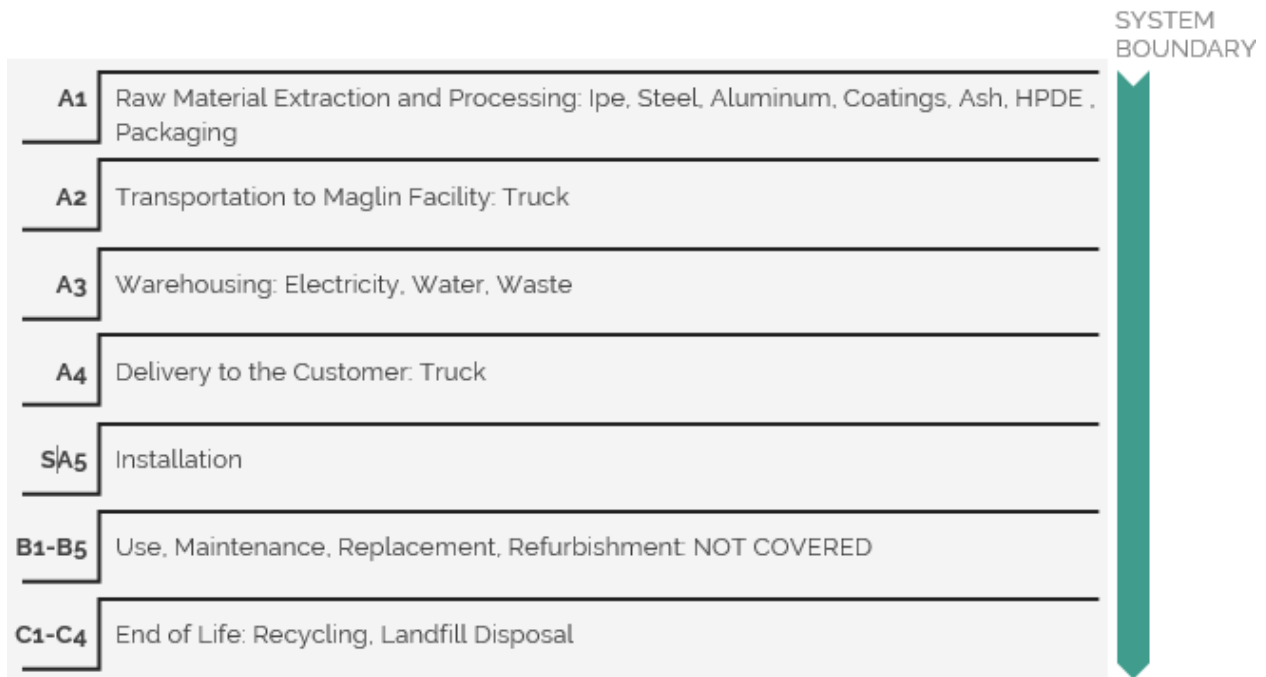 SYSTEM
BOUNDARY
A1 Raw Material Extraction and Processing: Ipe, Steel, Aluminum, Coatings, Ash, HPDE ,
Packaging
A2 Transportation to Maglin Facility: Truck
A3 Warehousing: Electricity, Water, Waste
A4 Delivery to the Customer: Truck
S|A5 Installation
B1-B5 Use, Maintenance, Replacement, Refurbishment: NOT COVERED
C1-C4 End of Life: Recycling, Landfill Disposal